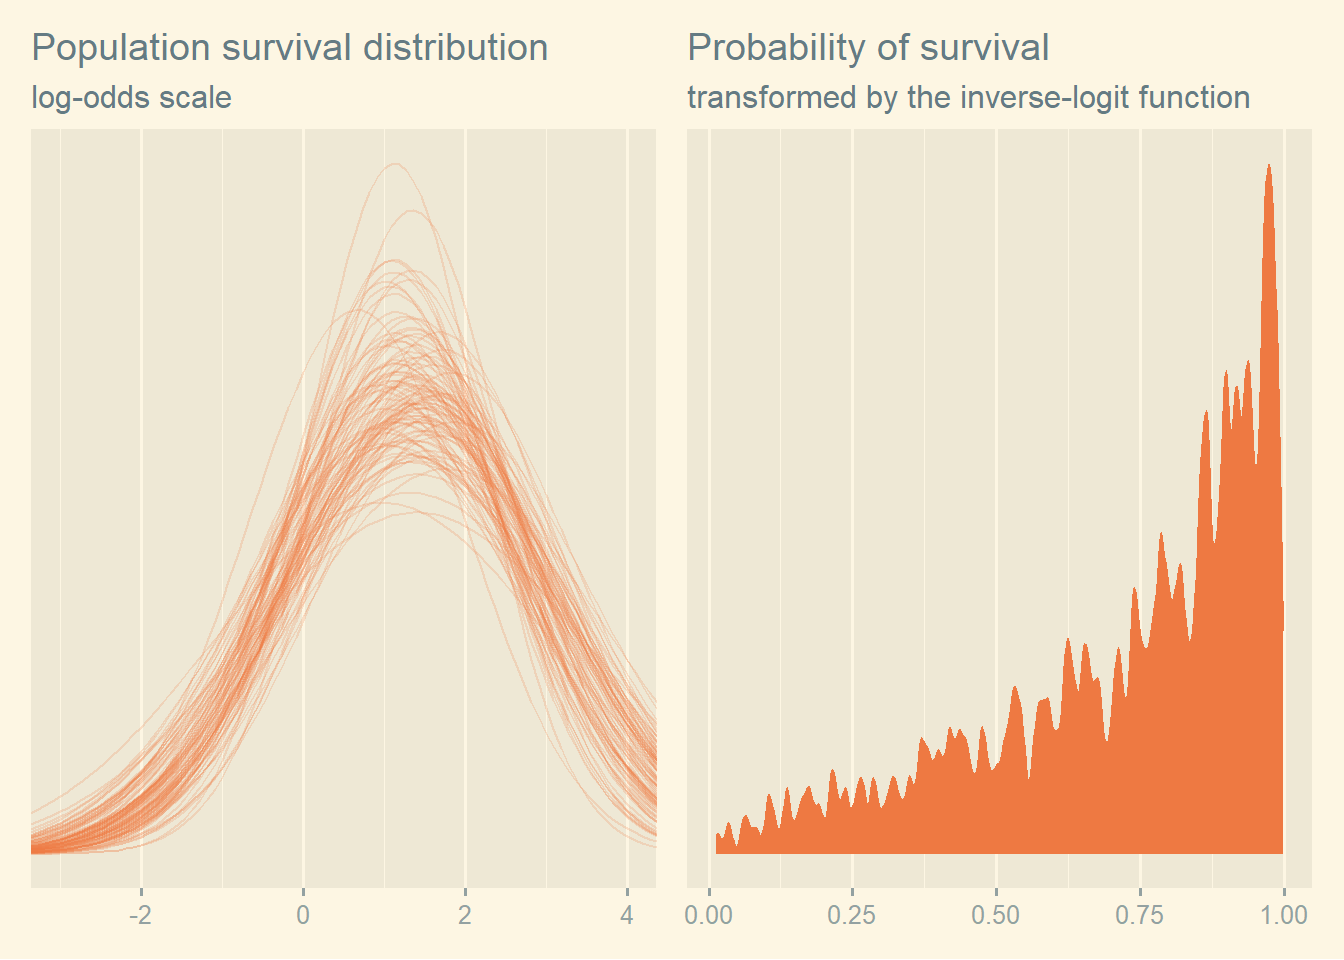 Population survival distribution
log-odds scale
-2 0 2 4
Probability of survival
transformed by the inverse-logit function
0.00 0.25 0.50 0.75 1.00